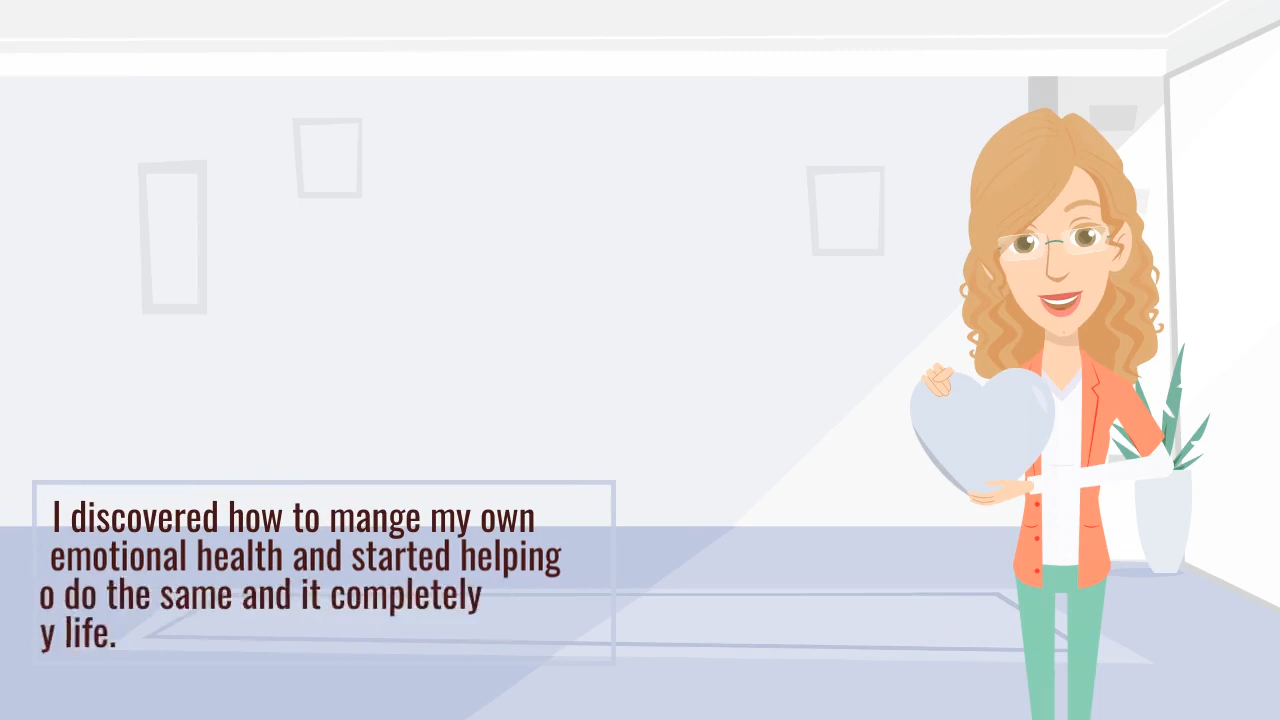 I discovered how to mange my own
emotional health and started helping
o do the same and it completely
y life.